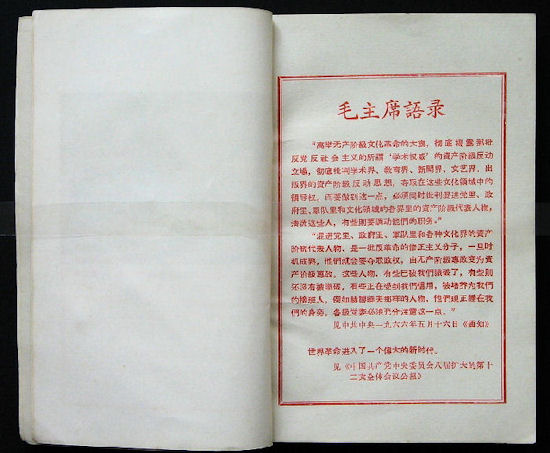 毛主席語录
“高举无产阶級文化革命的大旗，彻底揭露那批
反党反社会主义的所謂‘学术权威’的資产阶級反动
立場，彻底批判学术界、教育界、新聞界、文艺界、出
版界的資产阶級反动思想，夺取在这些文化領域中的
領导权。而要做到这一点，必須同时批判混进党里、政
府里、軍队里和文化領域的各界里的資产阶級代表人物，
清洗这些人，有些則要調动他們的职务。”
“混进党里、政府里、軍队里和各种文化界的資产
阶級代表人物，是一批反革命的修正主义分子，一旦时
机成熟，他們就会要夺取政权，由无产阶級专政变为資
产阶級专政。这些人物，有些已被我們識破了，有些則
还沒有被識破，有些正在受到我們信用，被培养为我們
的接班人，例如赫魯曉夫那样的人物，他們現正睡在我
們的身旁，各級党委必須充分注意这一点。”
見中共中央一九六六年五月十六日《通知》
世界革命进入了一个偉大的新时代。
見《中国共产党中央委员会八届扩大的第十
二次全体会议公报》